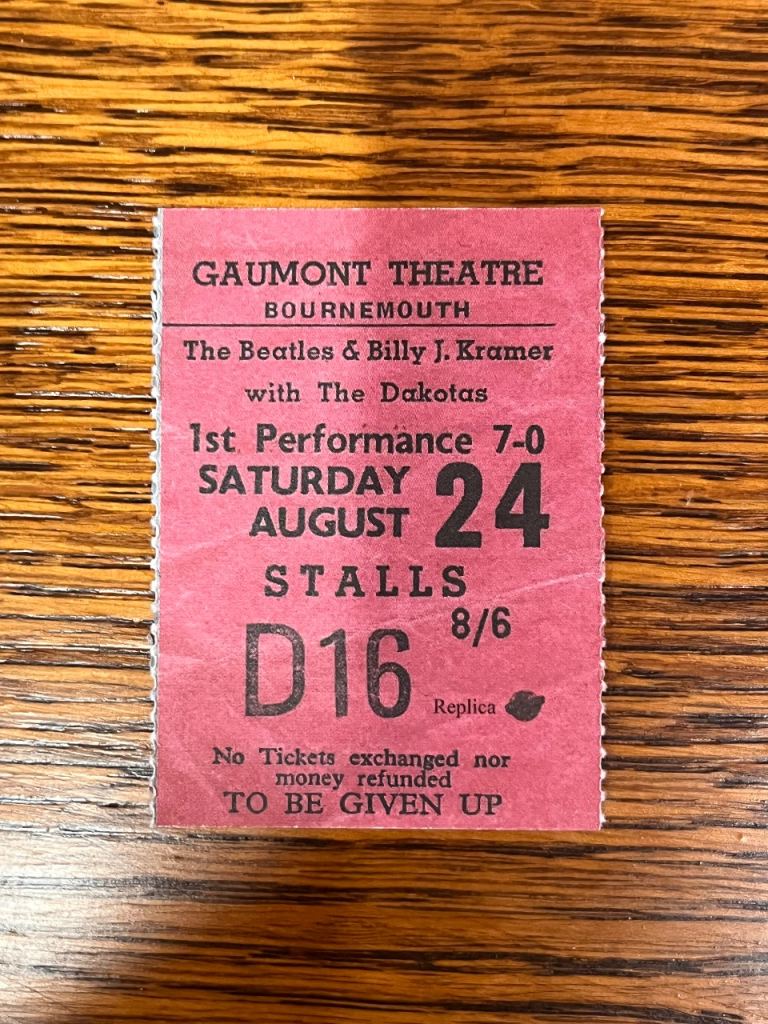 GAUMONT THEATRE
BOURNEMOUTH
The Beatles & Billy J. Kramer
with The Dakotas
1st Performance 7-0
SATURDAY 24
AUGUST
STALLS
8/6
D16
Replica
No Tickets exchanged nor
money refunded
TO BE GIVEN UP